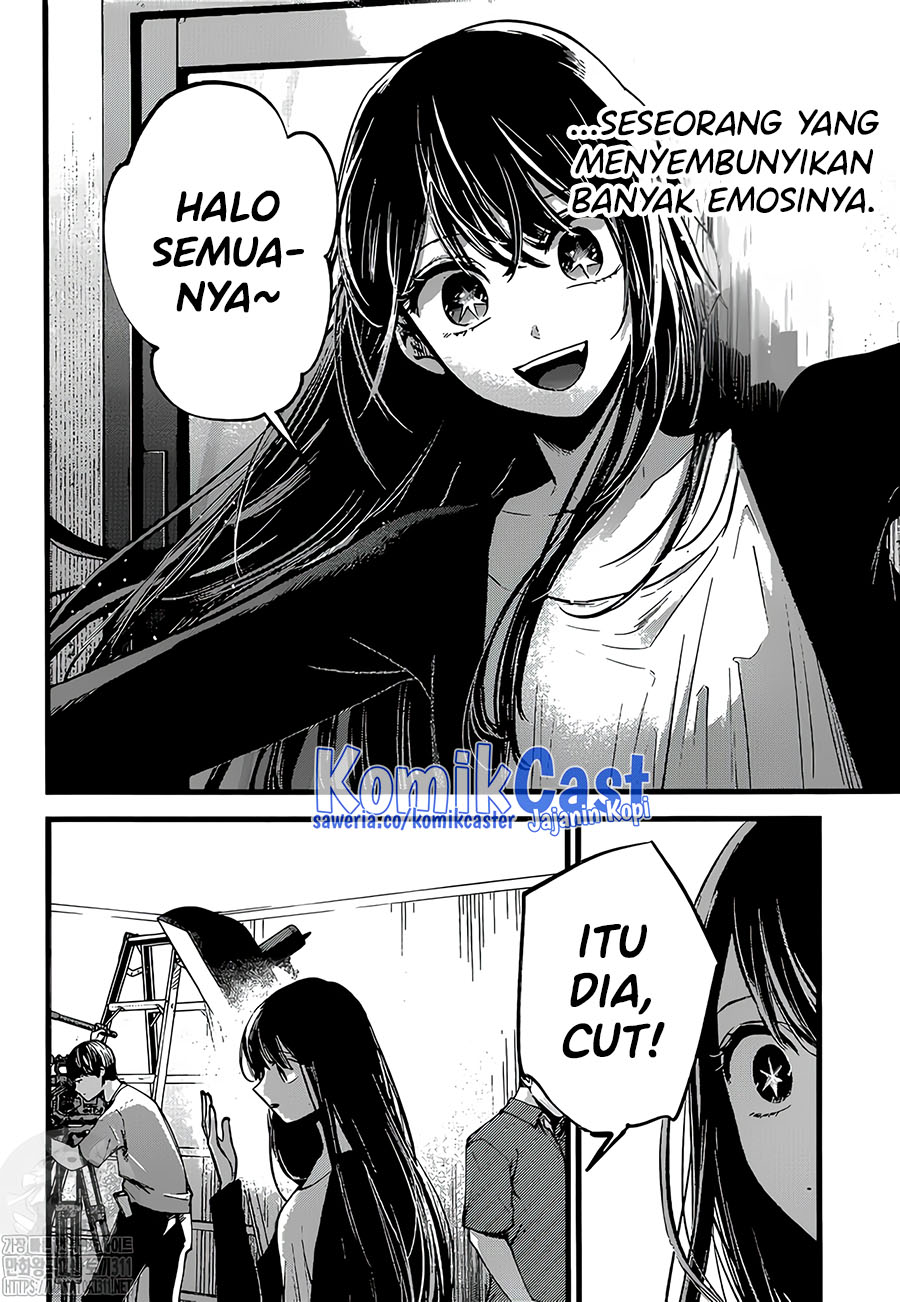 ...SESEORANG YANG
MENYEMBUNYIKAN
BANYAK EMOSINYA.
HALO
SEMUA-
NYA~
KomikCast
saweria.co/komikcaster Jajanin Kopi
ITU
DIA,
CUT!